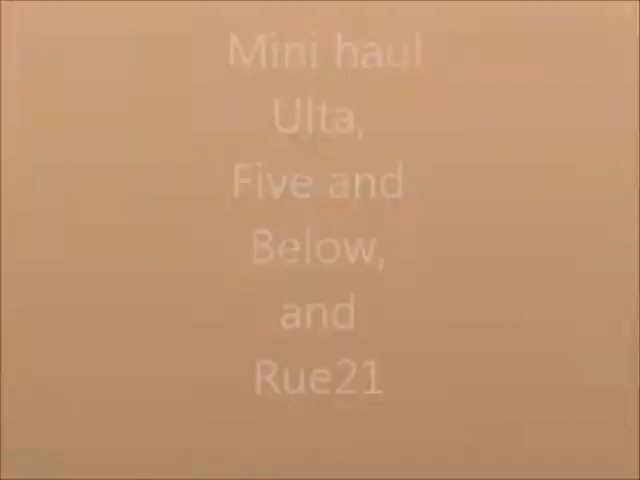 Mini haul
Ulta,
Five and
Below,
and
Rue21